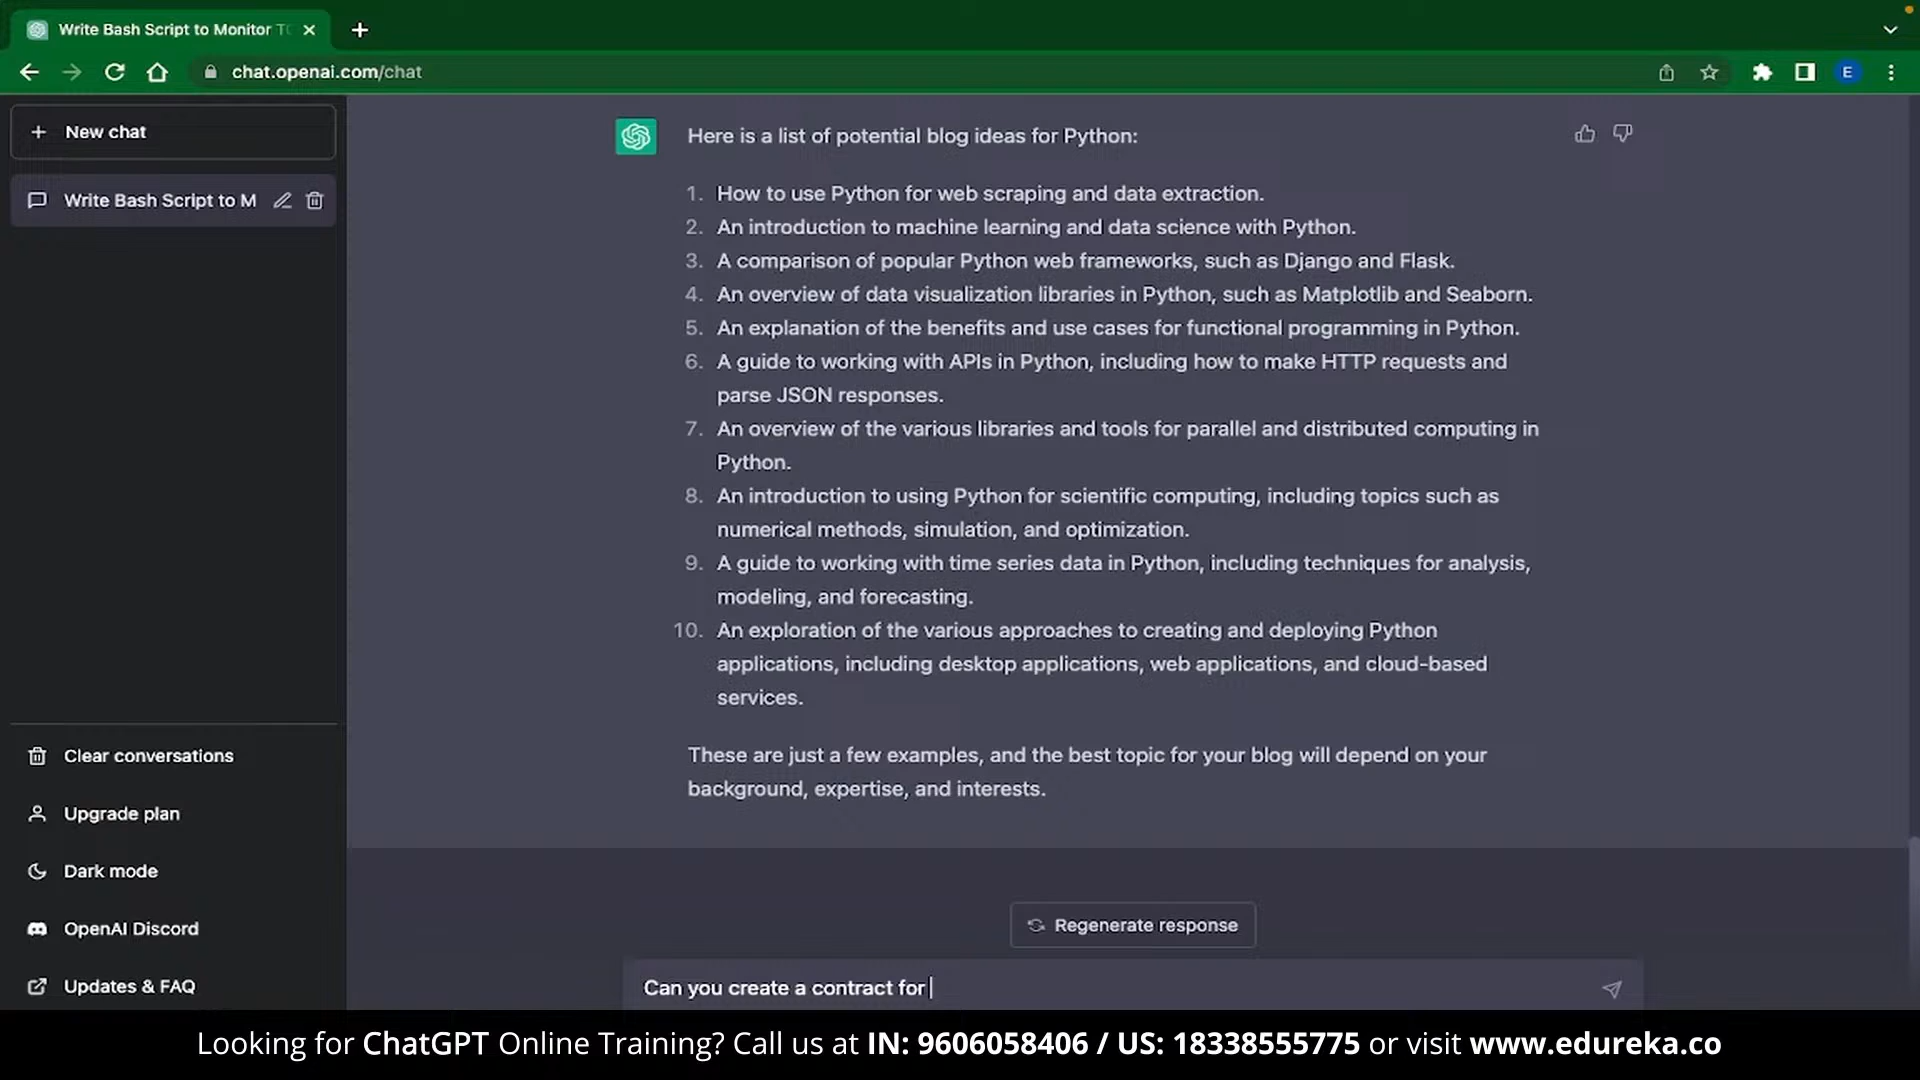 Write Bash Script to Monitor TC
chat.openai.com/chat
E
New chat
Write Bash Script to M
Here is a list of potential blog ideas for Python:
1. How to use Python for web scraping and data extraction.
2. An introduction to machine learning and data science with Python.
3. A comparison of popular Python web frameworks, such as Django and Flask.
4. An overview of data visualization libraries in Python, such as Matplotlib and Seaborn.
5. An explanation of the benefits and use cases for functional programming in Python.
6. A guide to working with APIs in Python, including how to make HTTP requests and
parse JSON responses.
7. An overview of the various libraries and tools for parallel and distributed computing in
Python.
8. An introduction to using Python for scientific computing, including topics such as
numerical methods, simulation, and optimization.
9. A guide to working with time series data in Python, including techniques for analysis,
modeling, and forecasting.
10. An exploration of the various approaches to creating and deploying Python
applications, including desktop applications, web applications, and cloud-based
services.
These are just a few examples, and the best topic for your blog will depend on your
background, expertise, and interests.
Clear conversations
Upgrade plan
Dark mode
OpenAI Discord
Updates & FAQ
Regenerate response
Can you create a contract for
Looking for ChatGPT Online Training? Call us at IN: 9606058406 / US: 18338555775 or visit www.edureka.co